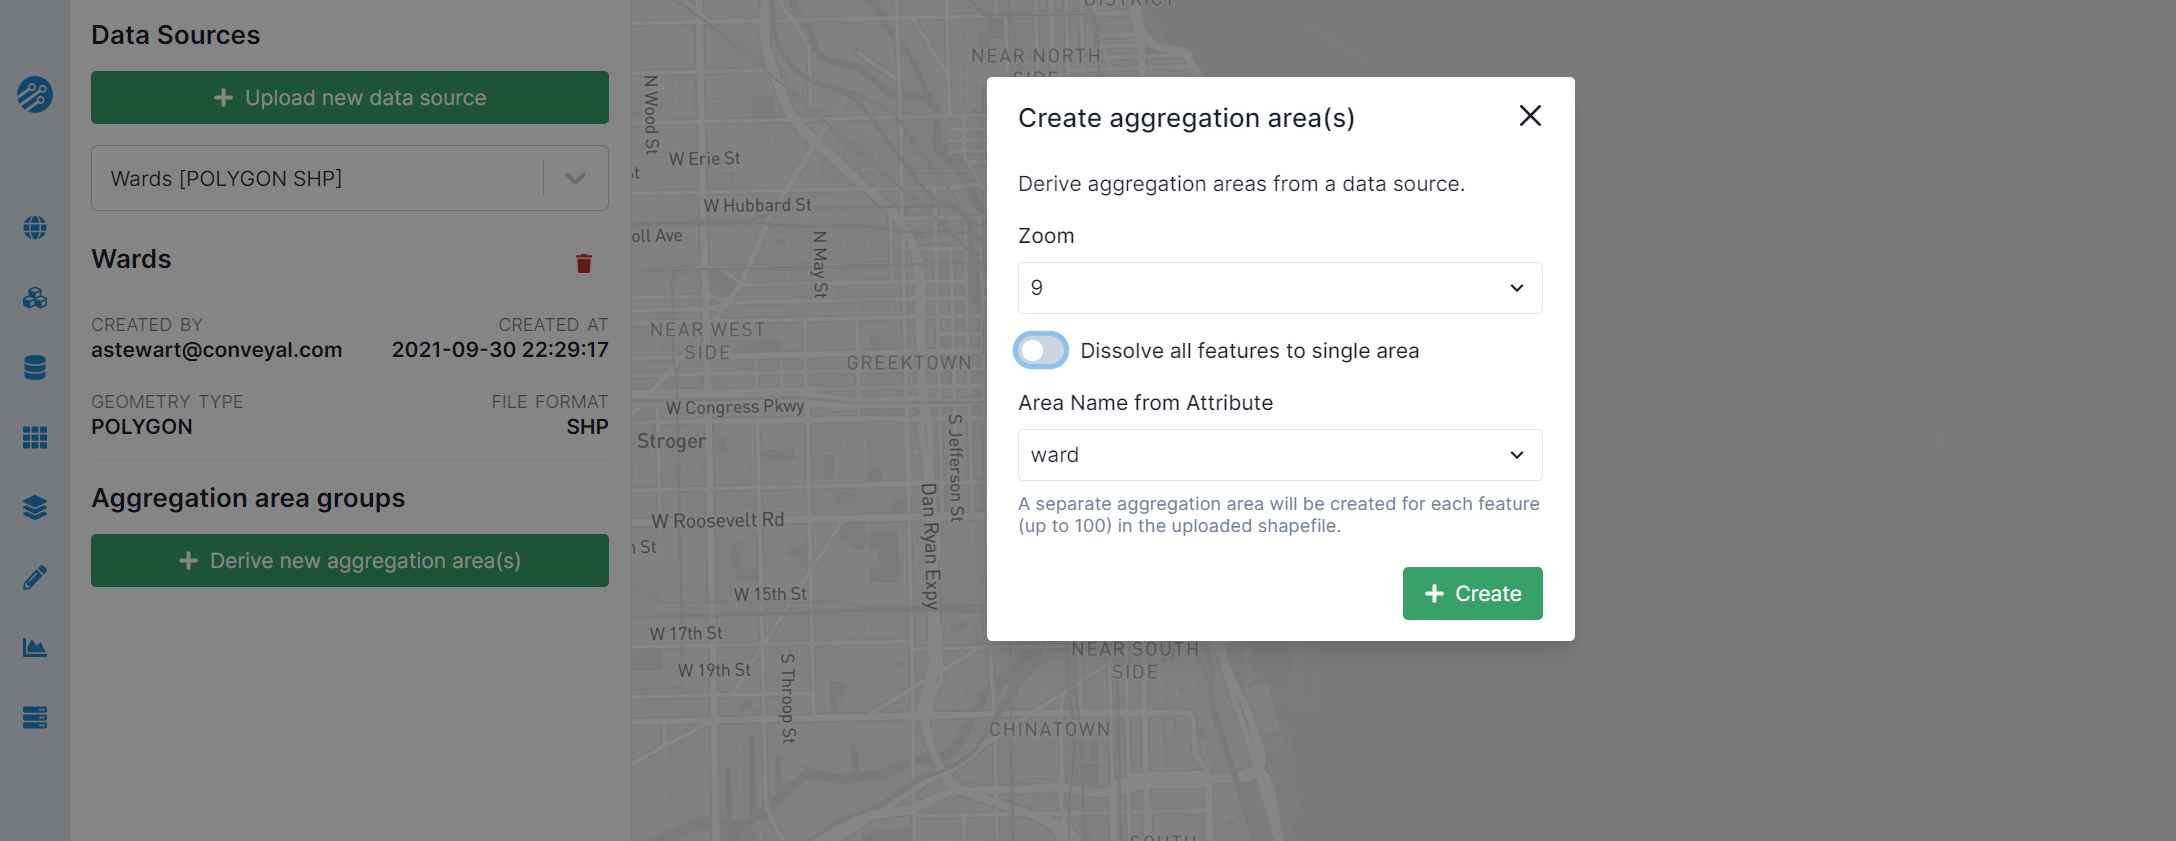 Data Sources
Upload new data source
Wards [POLYGON SHP]
Wards
CREATED BY
astewart@conveyal.com
CREATED AT
2021-09-30 22:29:17
GEOMETRY TYPE
POLYGON
FILE FORMAT
SHP
Aggregation area groups
Derive new aggregation area(s)
NEAR NORTH
N Wood St
W Erie St
W Hubbard St
N May St
NEAR WEST
SIDE
GREEKTOWN
W Congress Pkwy
Stroger
S Jefferson St
Dan Ryan Expy
W Roosevelt Rd
W 15th St
W 17th St
W 19th St
S Throop St
NEAR SOUTH
SIDE
CHINATOWN
Create aggregation area(s)
Derive aggregation areas from a data source.
Zoom
9
Dissolve all features to single area
Area Name from Attribute
ward
A separate aggregation area will be created for each feature
(up to 100) in the uploaded shapefile.
Create